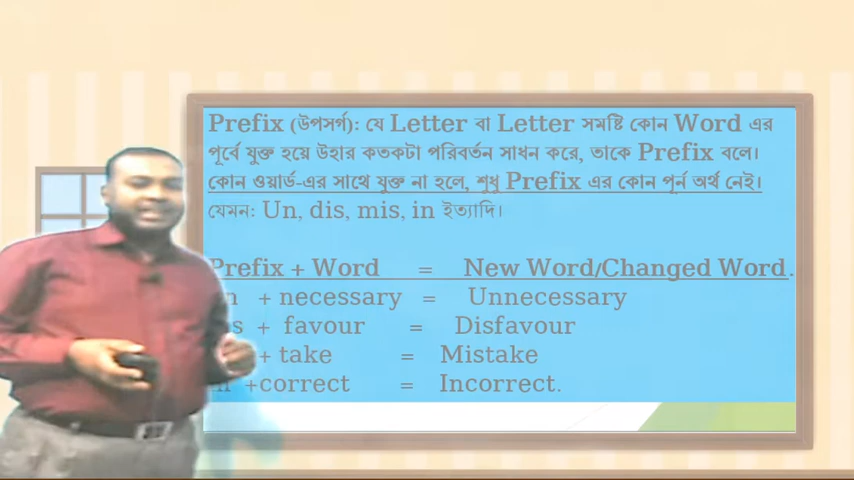 Prefix (উপসর্গ): যে Letter বা Letter সমষ্টি কোন Word এর
পূর্বে যুক্ত হয়ে উহার কতকটা পরিবর্তন সাধন করে, তাকে Prefix বলে।
কোন ওয়ার্ড-এর সাথে যুক্ত না হলে, শুধু Prefix এর কোন পূর্ন অর্থ নেই।
যেমন: Un, dis, mis, in ইত্যাদি।
Prefix + Word = New Word/Changed Word.
+ necessary = Unnecessary
+ favour = Disfavour
+ take = Mistake
+correct = Incorrect.